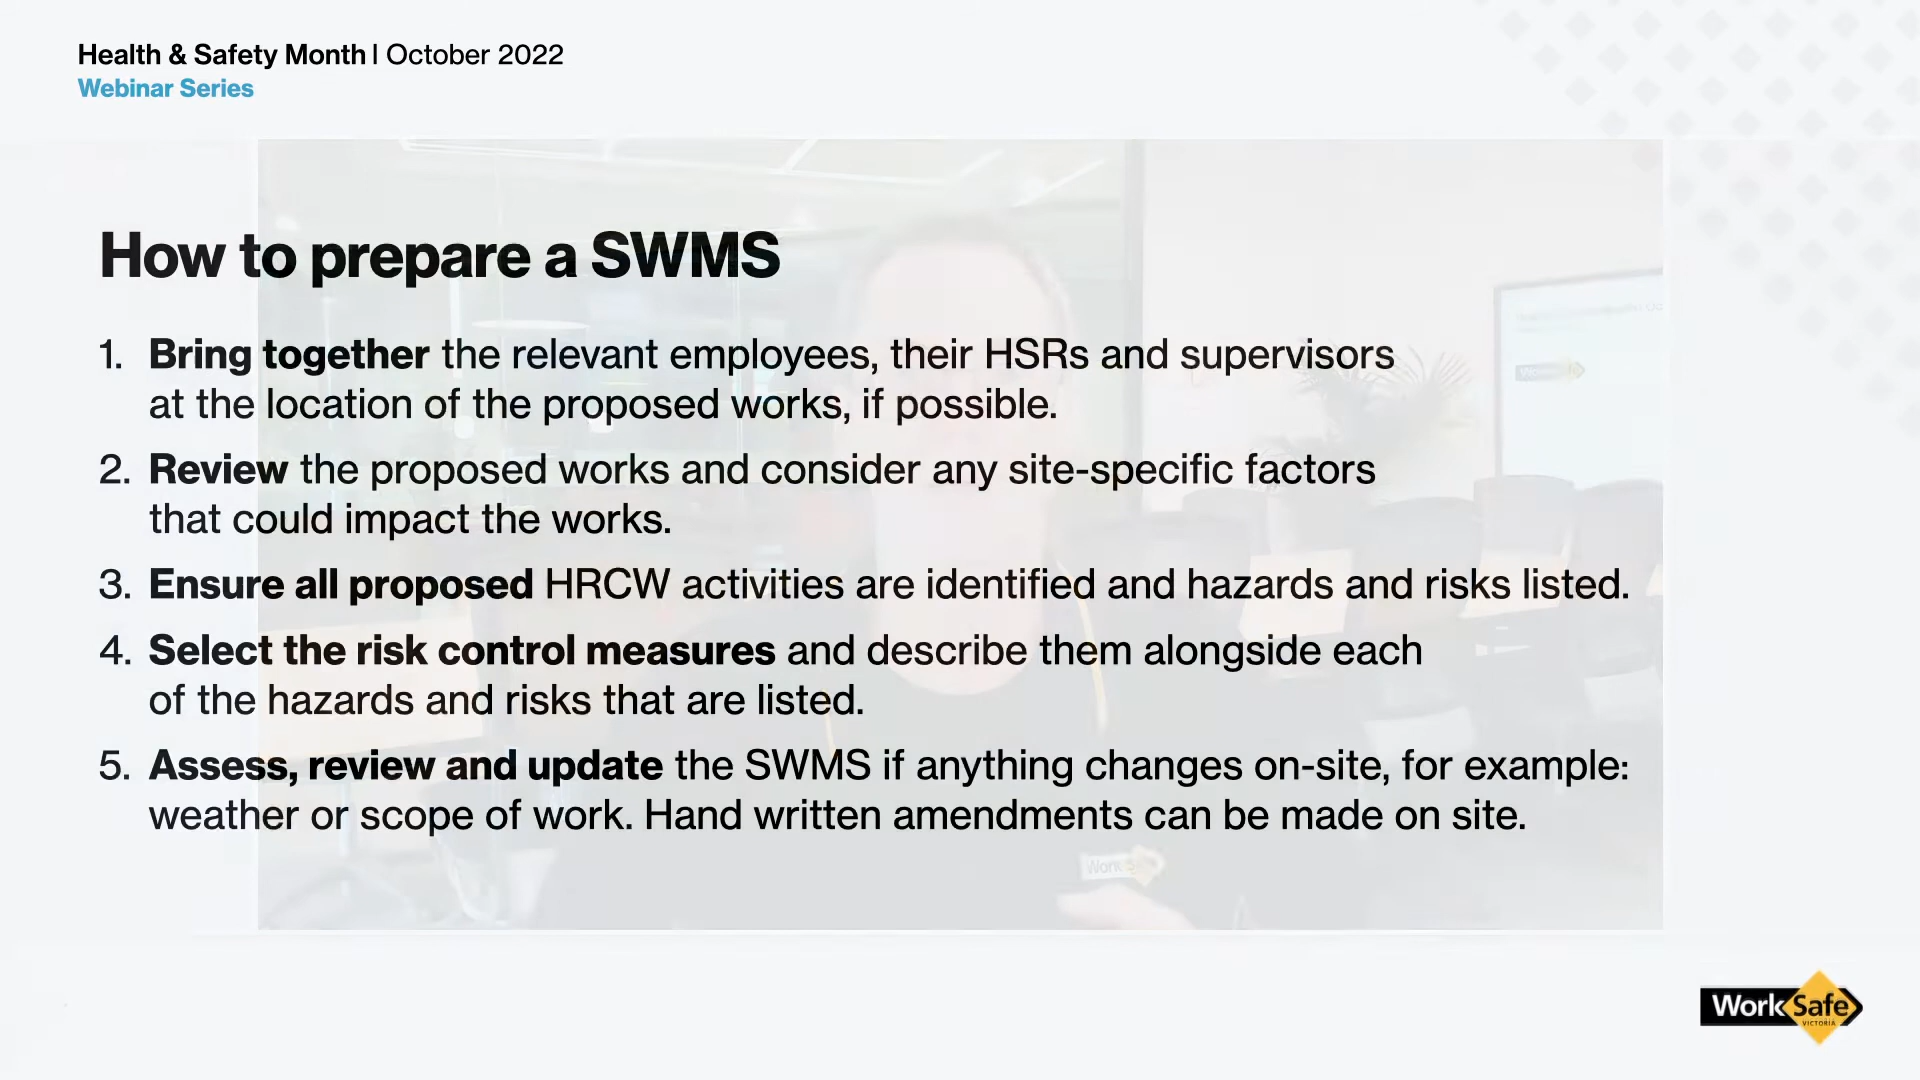 Health & Safety Month | October 2022
Webinar Series
How to prepare a SWMS
1. Bring together the relevant employees, their HSRs and supervisors
at the location of the proposed works, if possible.
2. Review the proposed works and consider any site-specific factors
that could impact the works.
3. Ensure all proposed HRCW activities are identified and hazards and risks listed.
4. Select the risk control measures and describe them alongside each
of the hazards and risks that are listed.
5. Assess, review and update the SWMS if anything changes on-site, for example:
weather or scope of work. Hand written amendments can be made on site.
Work
WorkSafe
VICTORIA